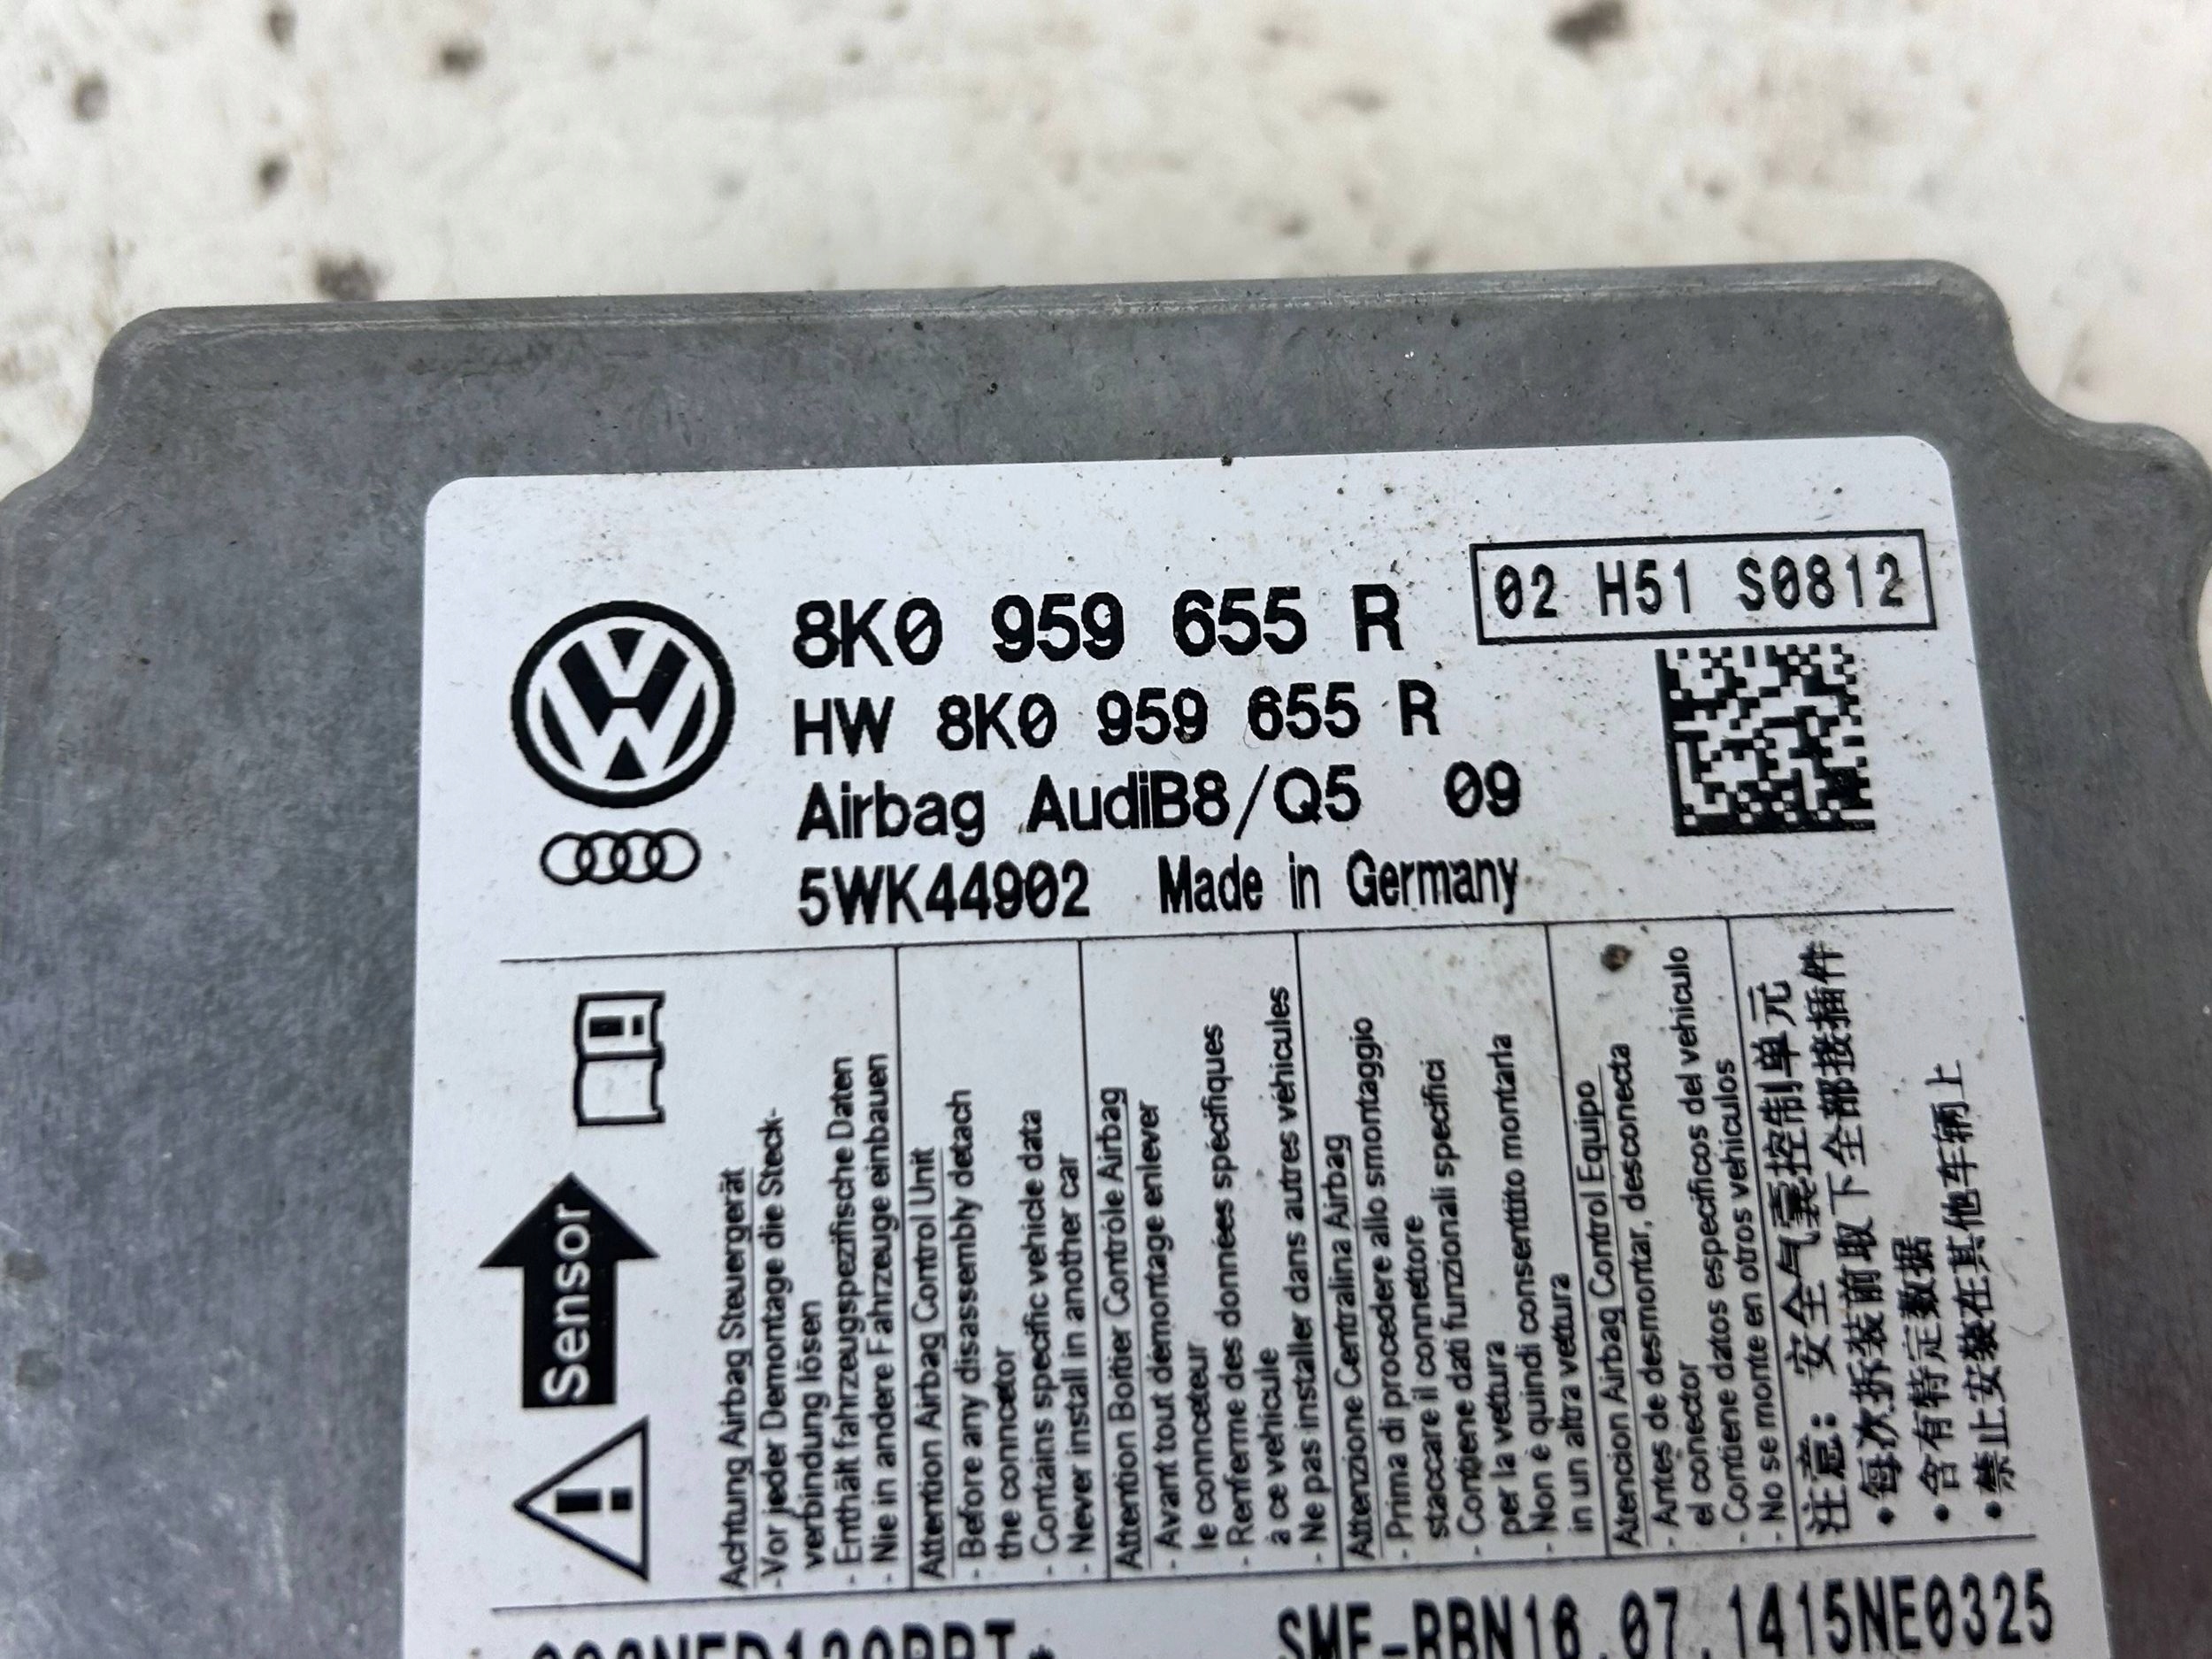 8K0 959 655 R
02 H51 S0812
HW 8K0 959 655 R
Airbag AudiB8/Q5 09
5WK44902 Made in Germany
Sensor
Achtung Airbag Steuergerät
-Vor jeder Demontage die Steck-
verbindung lösen
- Enthält fahrzeugspezifische Daten
- Nie in andere Fahrzeuge einbauen
Attention Airbag Control Unit
- Before any disassembly detach
the conncetor
- Contains specific vehicle data
- Never install in another car
Attention Boitier Contrôle Airbag
- Avant tout démontage enlever
le connceteur
- Renferme des données spécifiques
à ce véhicule
- Ne pas installer dans autres véhicules
Attenzione Centralina Airbag
- Prima di procedere allo smontaggio
staccare il connettore
- Contiene dati funzionali specifici
per la vettura
- Non è quindi consentito montarla
in un altra vettura
Atencion Airbag Control Equipo
- Antes de desmontar, desconecta
el conector
- Contiene datos especificos del vehiculo
- No se monte en otros vehiculos
注意: 安全气囊控制单元
•每次拆装前取下全部接插件
•含有特定数据
•禁止安装在其他车辆上
SME-RBN16.07.1415NE0325